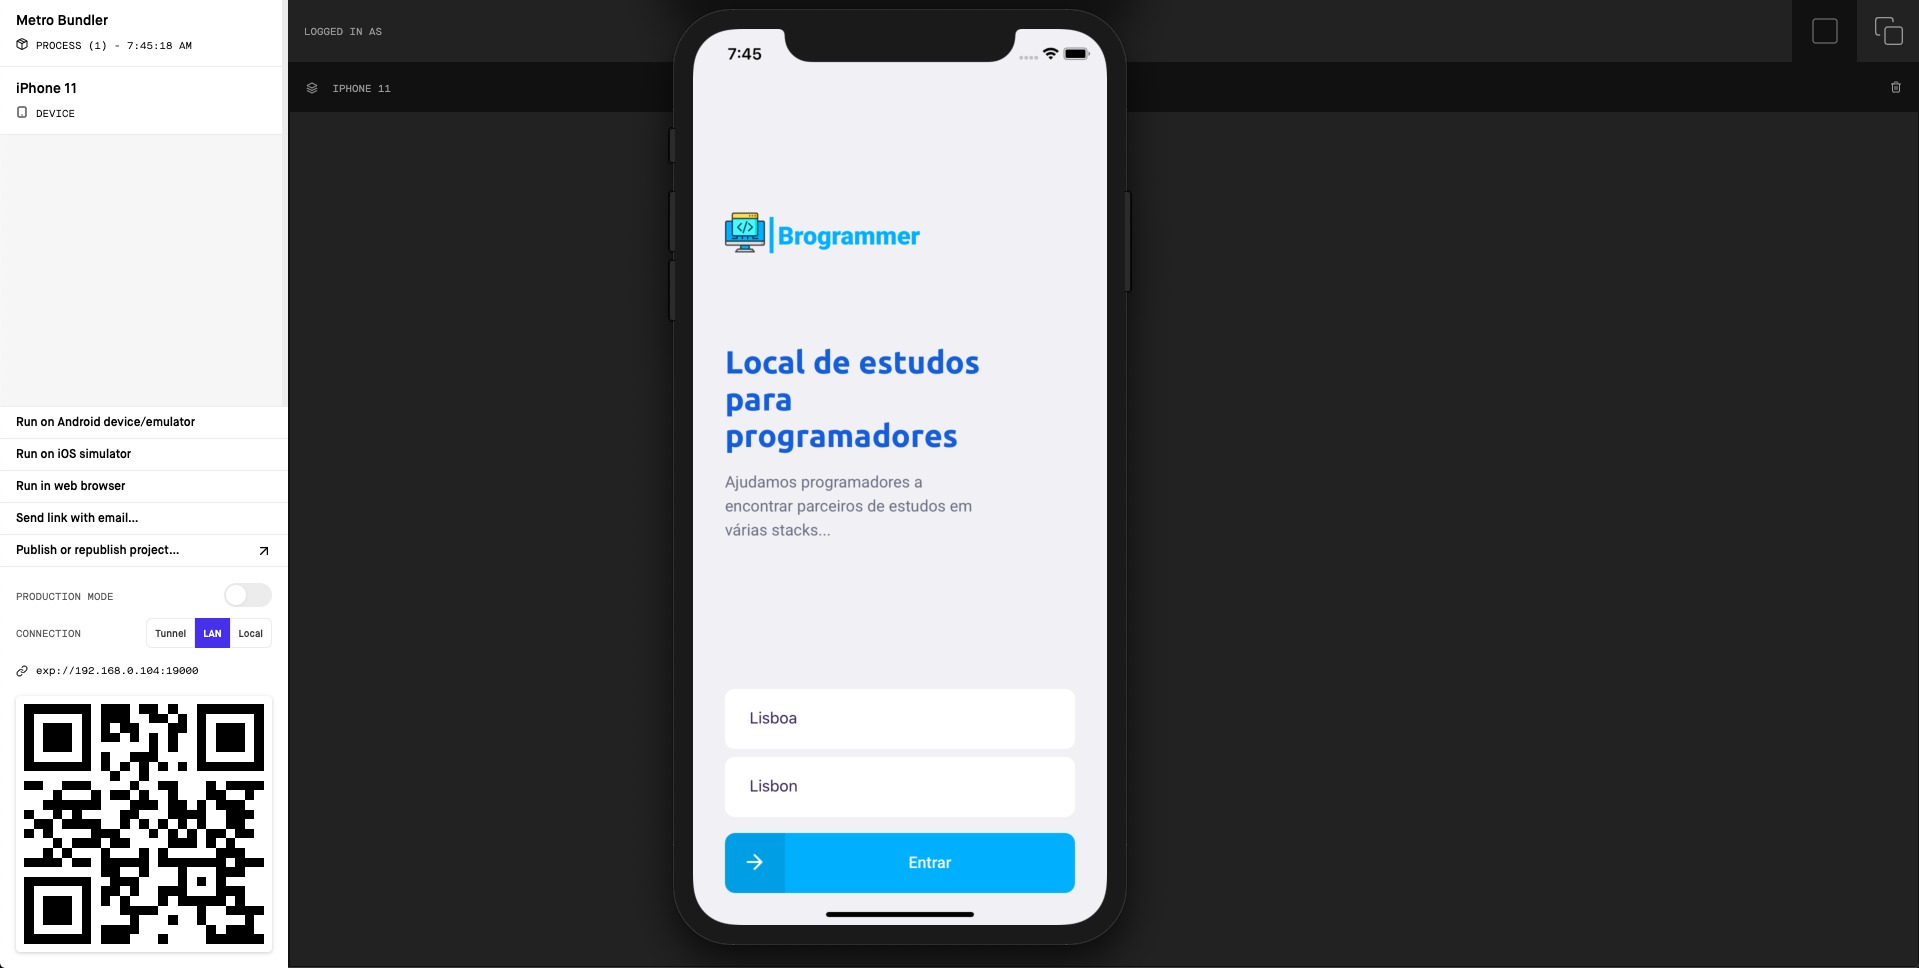 Metro Bundler
PROCESS (1) - 7:45:18 AM
iPhone 11
DEVICE
Run on Android device/emulator
Run on iOS simulator
Run in web browser
Send link with email...
Publish or republish project...
PRODUCTION MODE
CONNECTION
Tunnel LAN Local
exp://192.168.0.104:19000
LOGGED IN AS
IPHONE 11
7:45
</>
Brogrammer
Local de estudos
para
programadores
Ajudamos programadores a
encontrar parceiros de estudos em
várias stacks...
Lisboa
Lisbon
Entrar